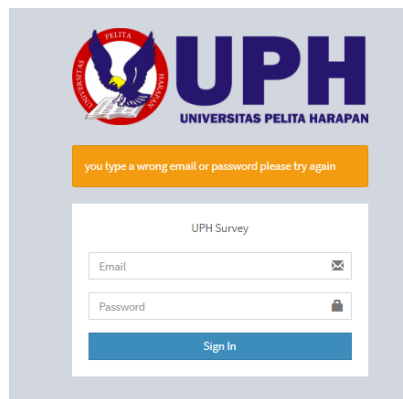 UNIVERSITAS PELITA HARAPAN
UPH
UNIVERSITAS PELITA HARAPAN
you type a wrong email or password please try again
UPH Survey
Email
Password
Sign In